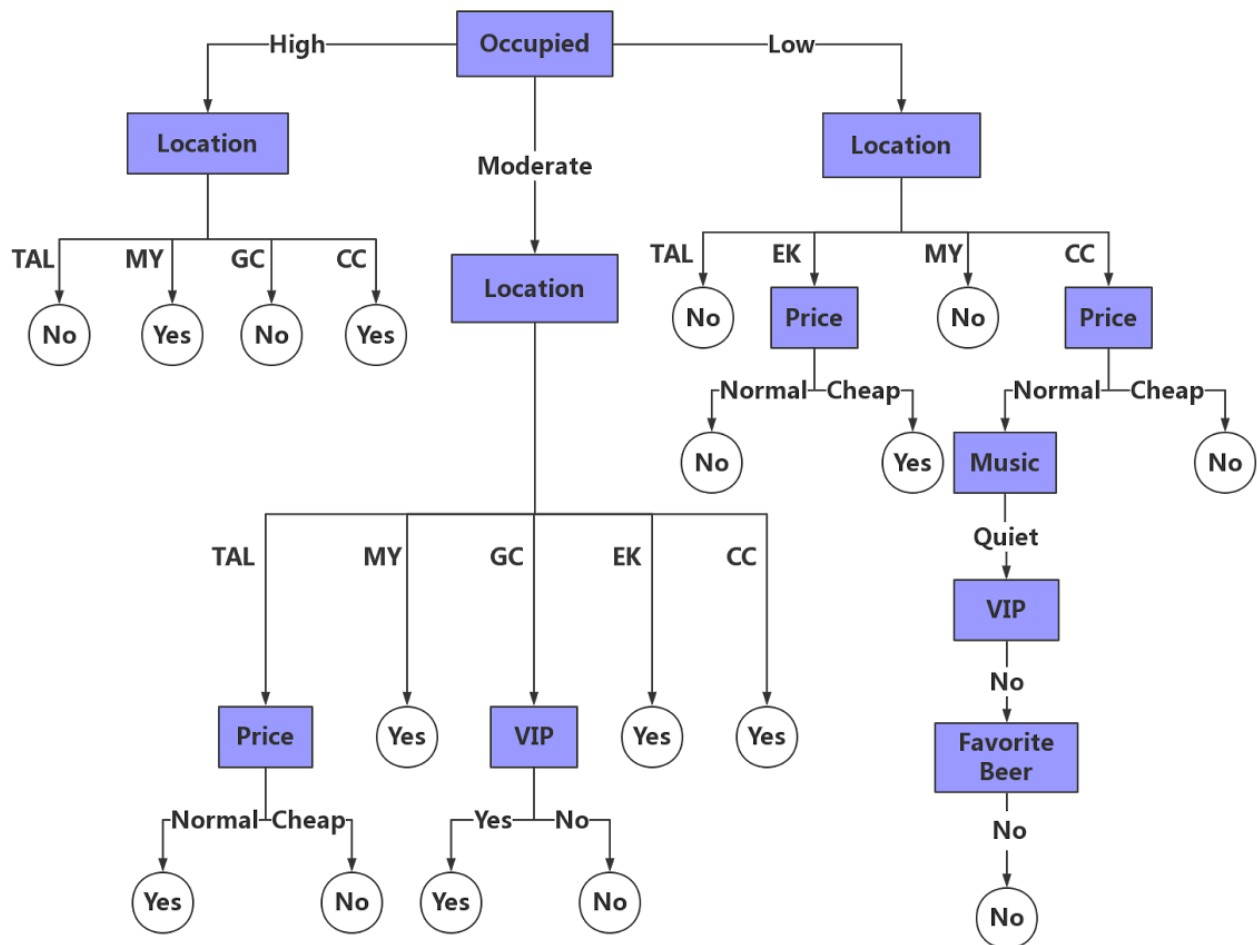 High
Occupied
Low
Location
Moderate
Location
TAL
MY
GC
CC
No
Yes
No
Yes
Location
TAL
EK
MY
CC
No
Price
No
Price
Normal
Cheap
Normal
Cheap
No
Yes
Music
No
Quiet
VIP
No
Favorite
Beer
No
No
TAL
MY
GC
EK
CC
Price
Yes
VIP
Yes
Yes
Normal
Cheap
Yes
No
Yes
No
Yes
No